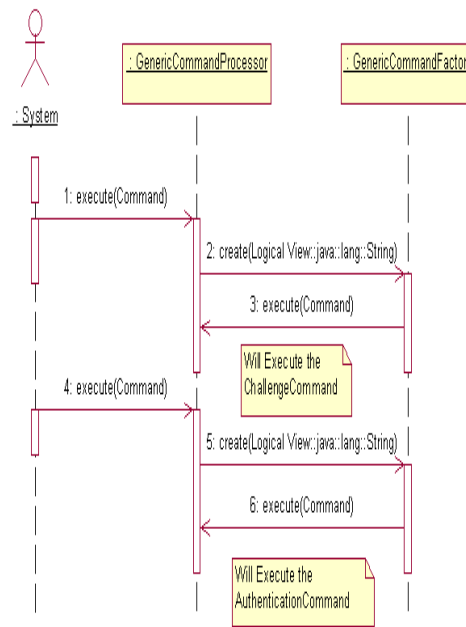 : GenericCommandProcessor
: GenericCommandFactor
: System
1: execute(Command)
2: create(Logical View::java::lang::String)
3: execute(Command)
Will Execute the
ChallengeCommand
4: execute(Command)
5: create(Logical View::java::lang::String)
6: execute(Command)
Will Execute the
AuthenticationCommand